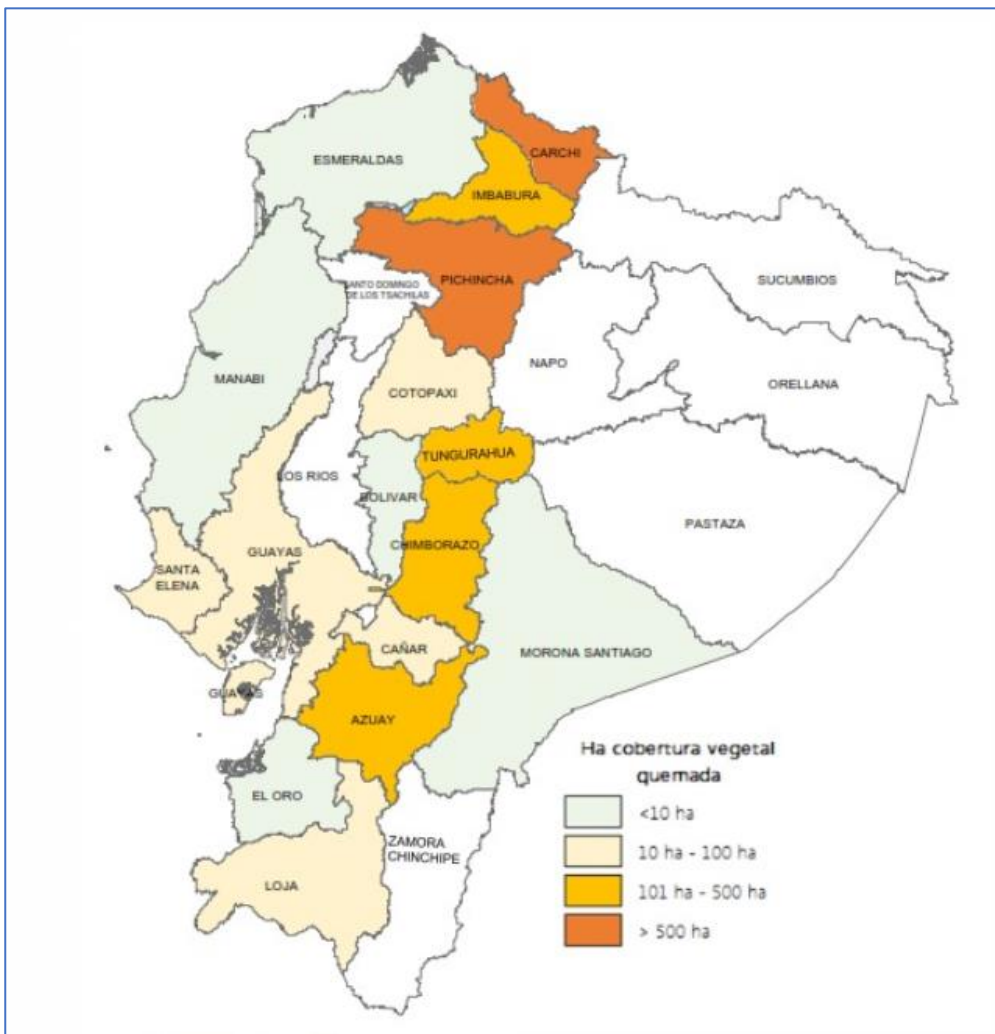 ESMERALDAS
CARCHI
IMBABURA
PICHINCHA
SANTO DOMINGO
DE LOS TSACHILAS
SUCUMBIOS
NAPO
ORELLANA
MANABI
COTOPAXI
TUNGURAHUA
LOS RIOS
BOLIVAR
PASTAZA
CHIMBORAZO
GUAYAS
SANTA
ELENA
CAÑAR
MORONA SANTIAGO
GUAYAS
AZUAY
EL ORO
ZAMORA
CHINCHIPE
LOJA
Ha cobertura vegetal
quemada
<10 ha
10 ha - 100 ha
101 ha - 500 ha
> 500 ha